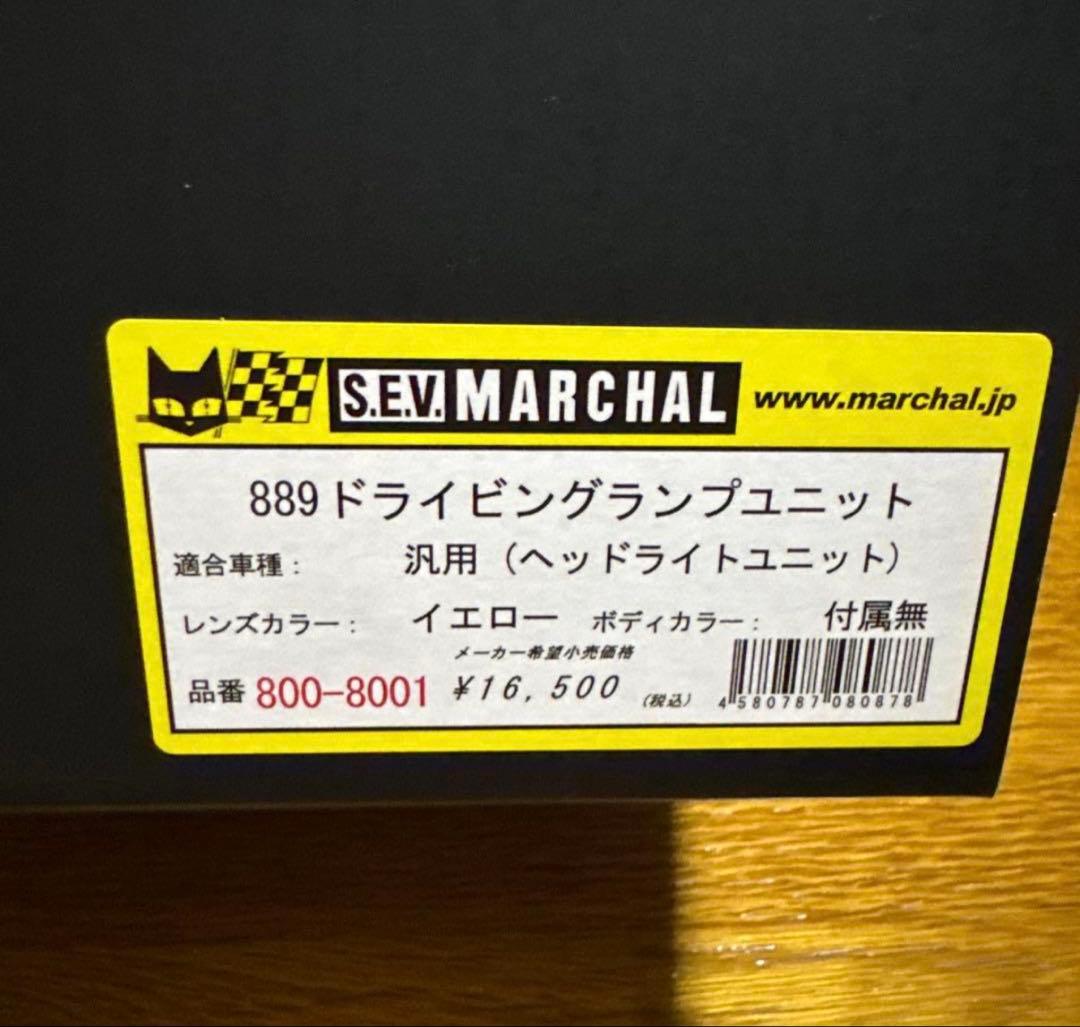 S.E.V. MARCHAL www.marchal.jp
889ドライビングランプユニット
適合車種: 汎用（ヘッドライトユニット）
レンズカラー: イエロー ボディカラー: 付属無
メーカー希望小売価格
品番 800-8001 ¥16,500 (税込) 4580787080878